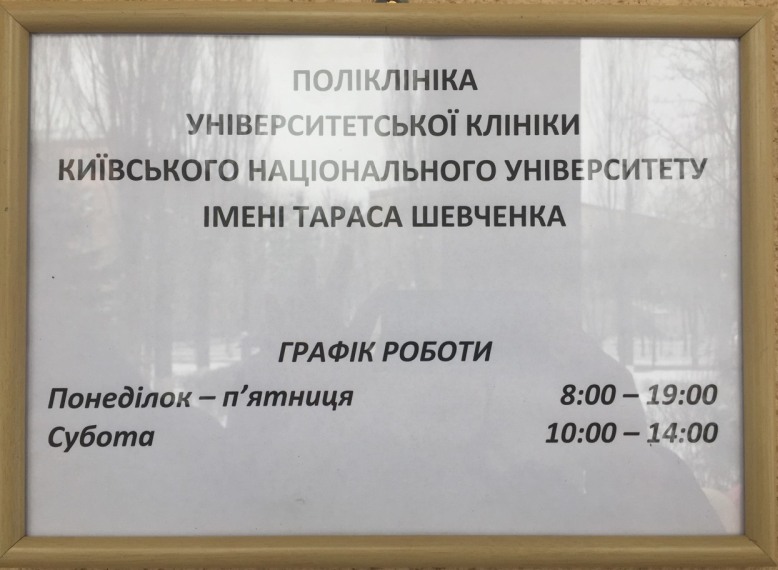 ПОЛІКЛІНІКА
УНІВЕРСИТЕТСЬКОЇ КЛІНІКИ
КИЇВСЬКОГО НАЦІОНАЛЬНОГО УНІВЕРСИТЕТУ
ІМЕНІ ТАРАСА ШЕВЧЕНКА
ГРАФІК РОБОТИ
Понеділок – п’ятниця 8:00 – 19:00
Субота 10:00 – 14:00